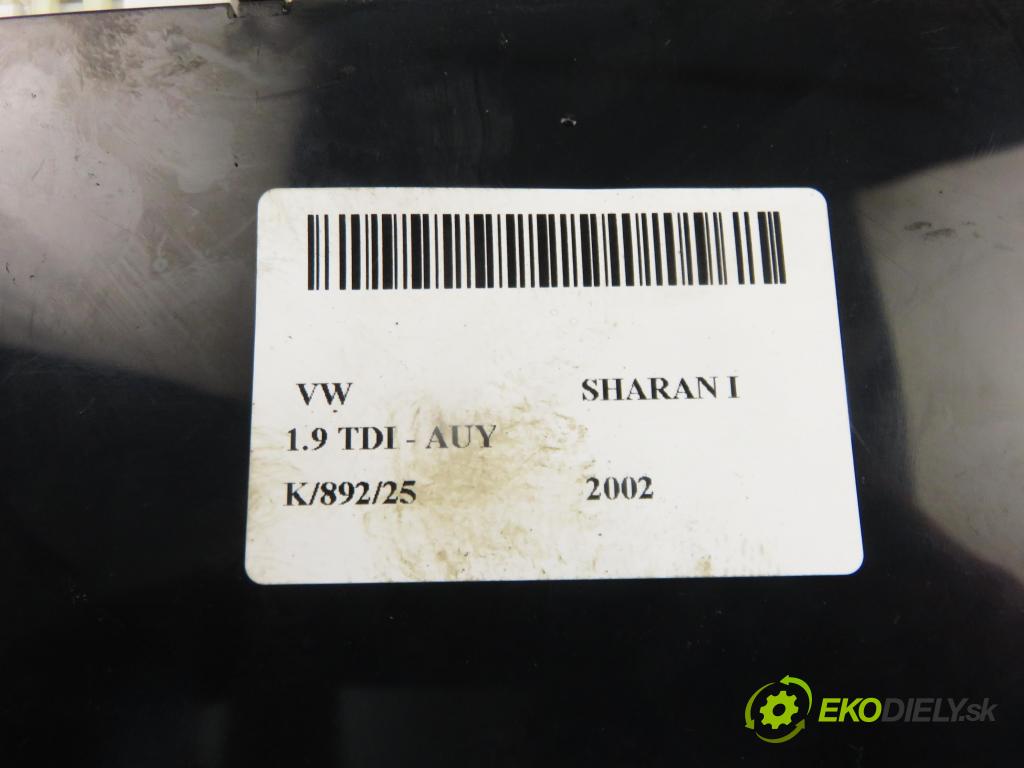 VW SHARAN I
1.9 TDI - AUY
K/892/25 2002
EKODIELY.sk